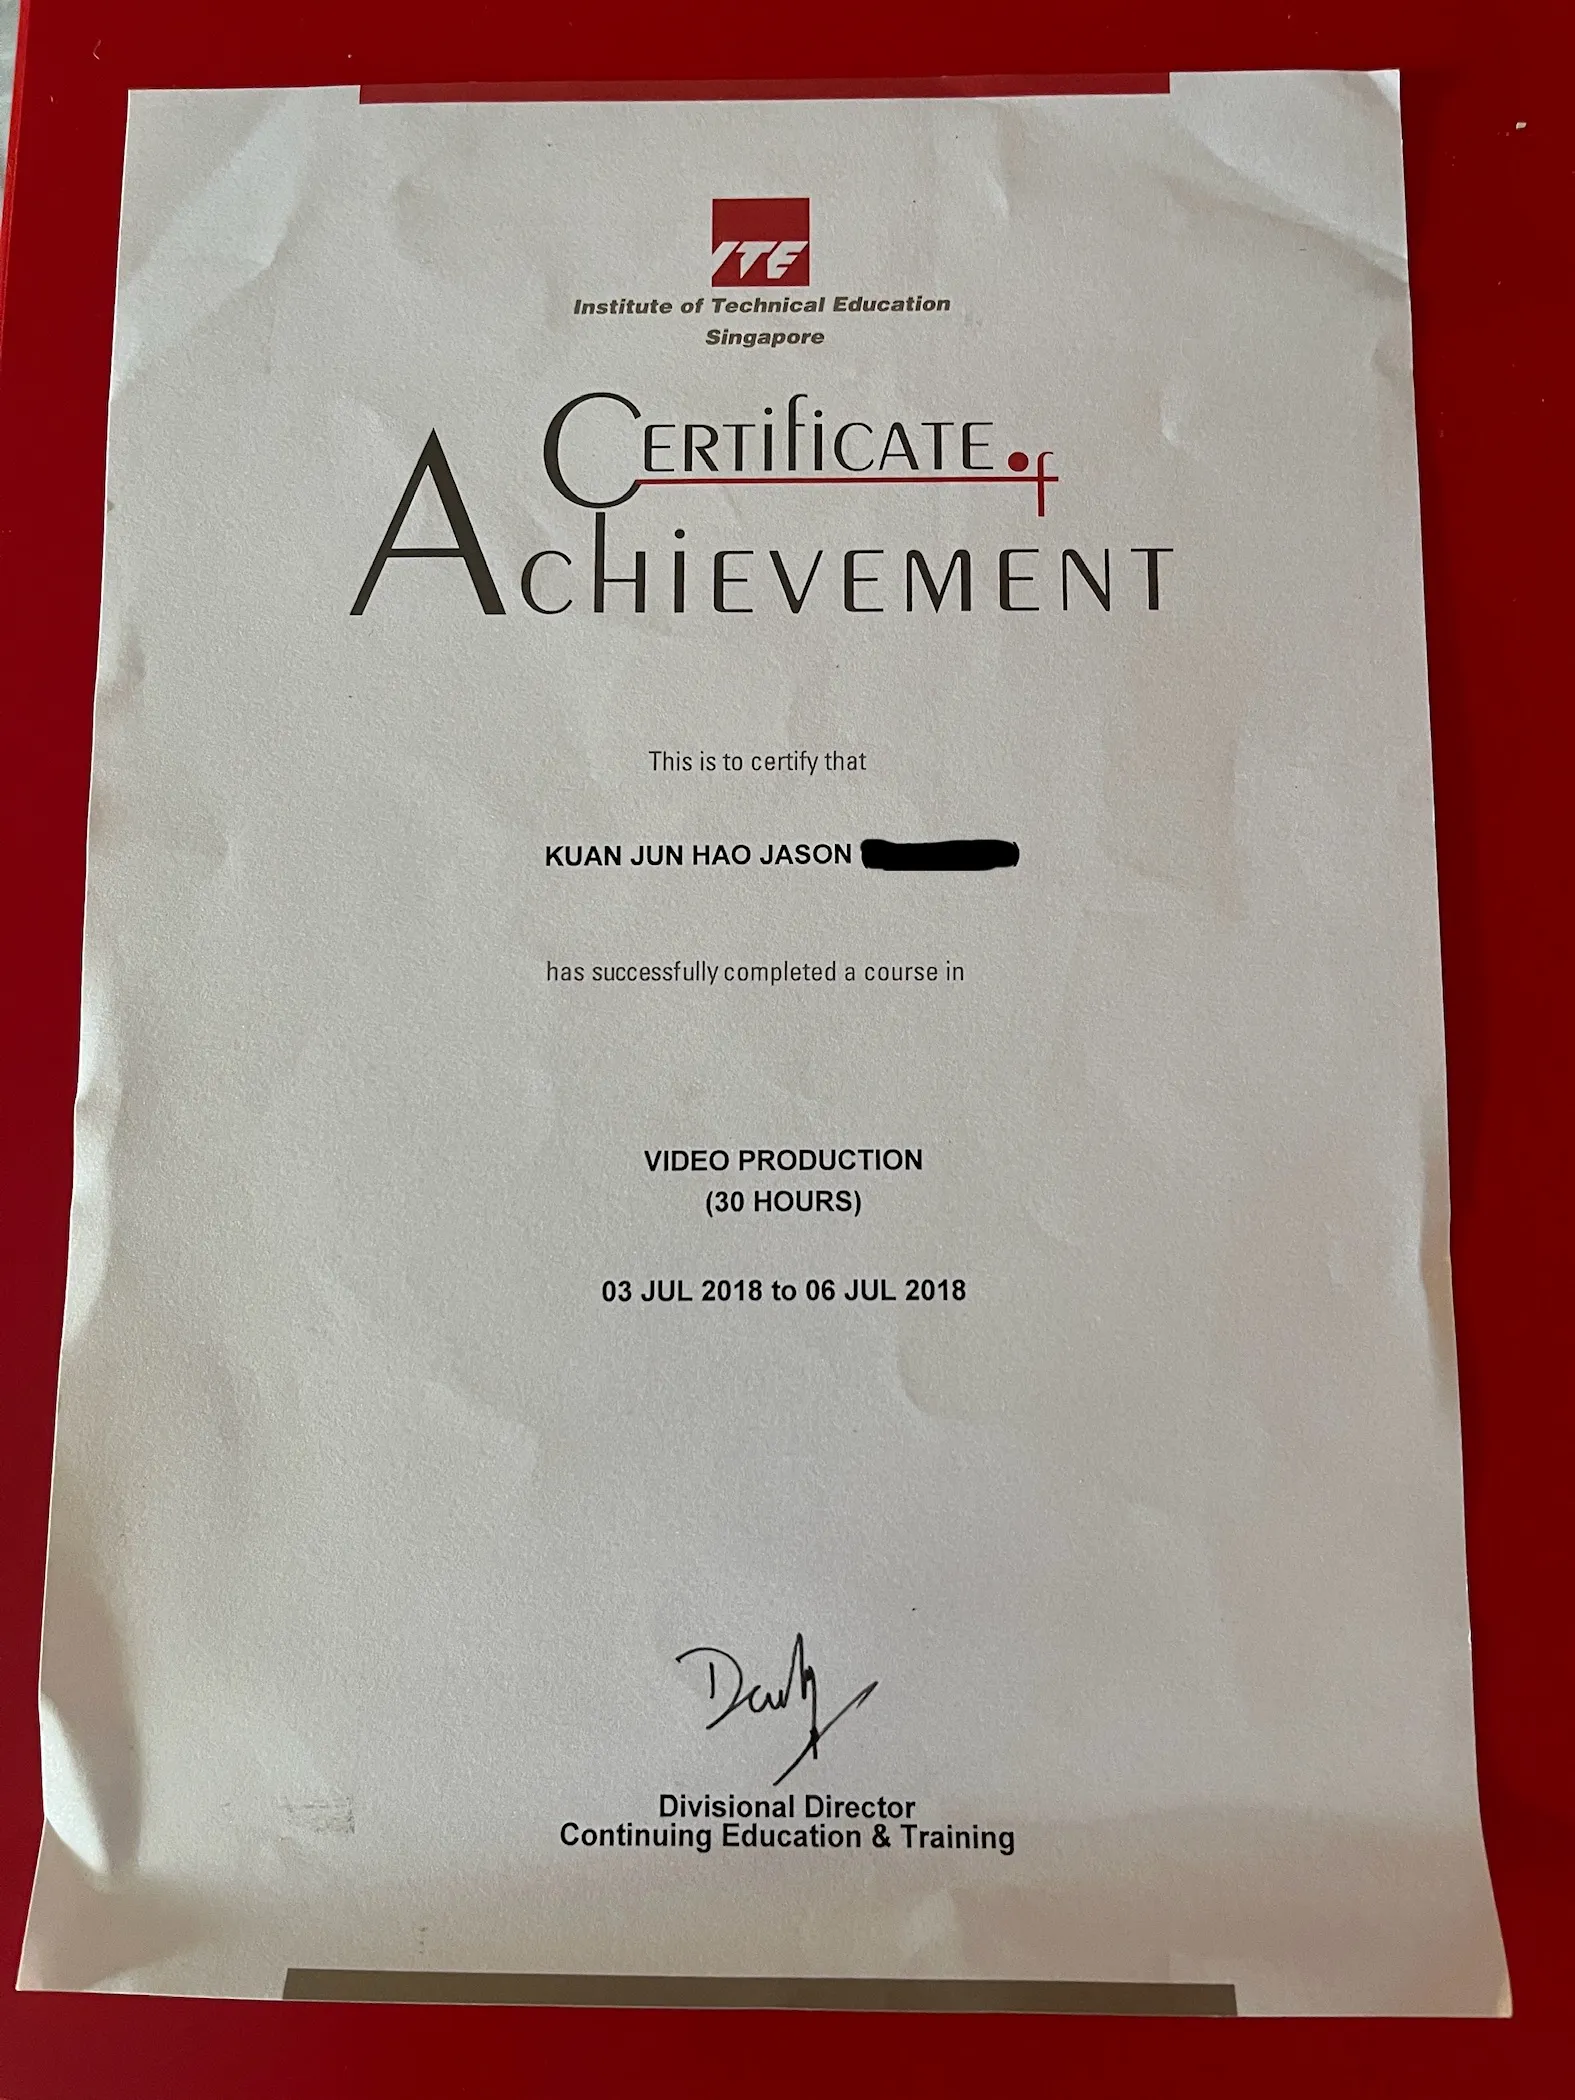 ITE
Institute of Technical Education
Singapore
Certificate of
Achievement
This is to certify that
KUAN JUN HAO JASON
has successfully completed a course in
VIDEO PRODUCTION
(30 HOURS)
03 JUL 2018 to 06 JUL 2018
Divisional Director
Continuing Education & Training